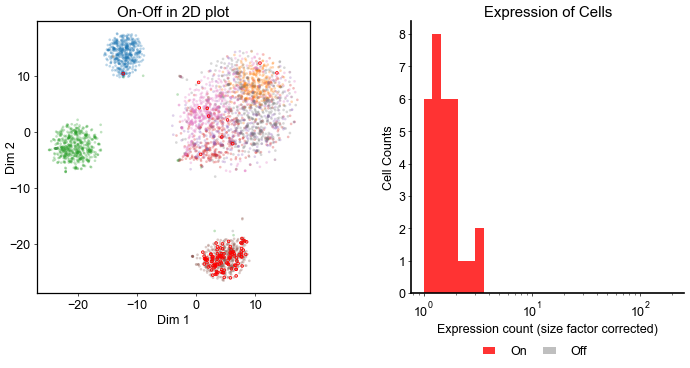 On-Off in 2D plot
Dim 2
10
0
−10
−20
−20
−10
0
10
Dim 1
Expression of Cells
Cell Counts
8
7
6
5
4
3
2
1
0
10^0
10^1
10^2
Expression count (size factor corrected)
On Off